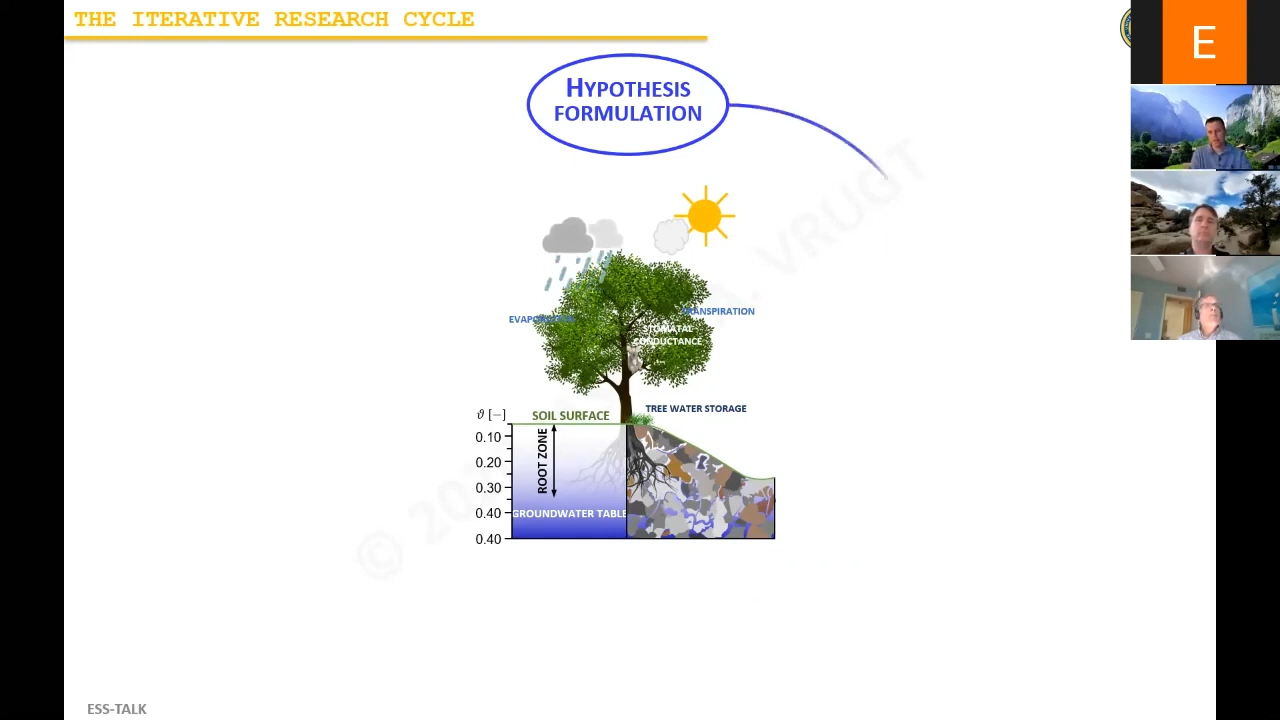 THE ITERATIVE RESEARCH CYCLE
E
HYPOTHESIS
FORMULATION
TRANSPIRATION
STOMATAL
CONDUCTANCE
TREE WATER STORAGE
ϑ [−]
SOIL SURFACE
0.10
0.20
0.30
0.40
0.40
ROOT ZONE
GROUNDWATER TABLE
VRUGT
ESS-TALK